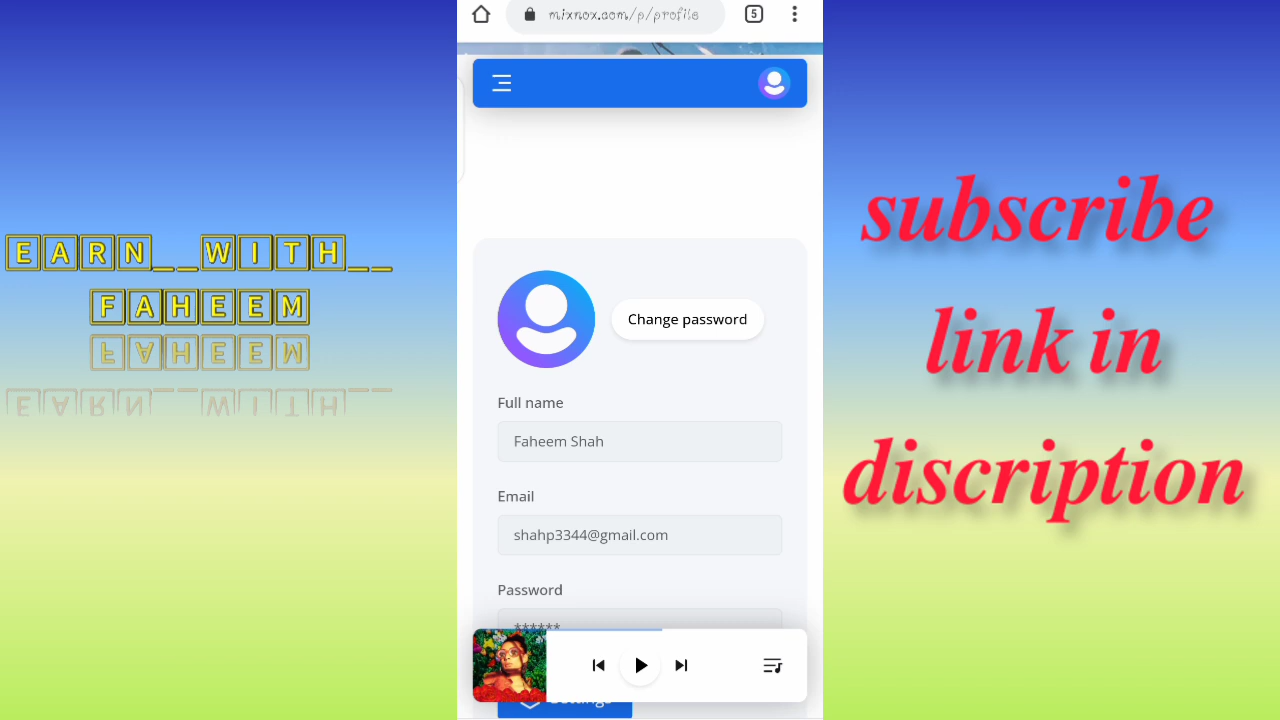 mixnox.com/p/profile
5
EARN__WITH__
FAHEEM
Change password
Full name
Faheem Shah
Email
shahp3344@gmail.com
Password
******
Settings
subscribe
link in
discription